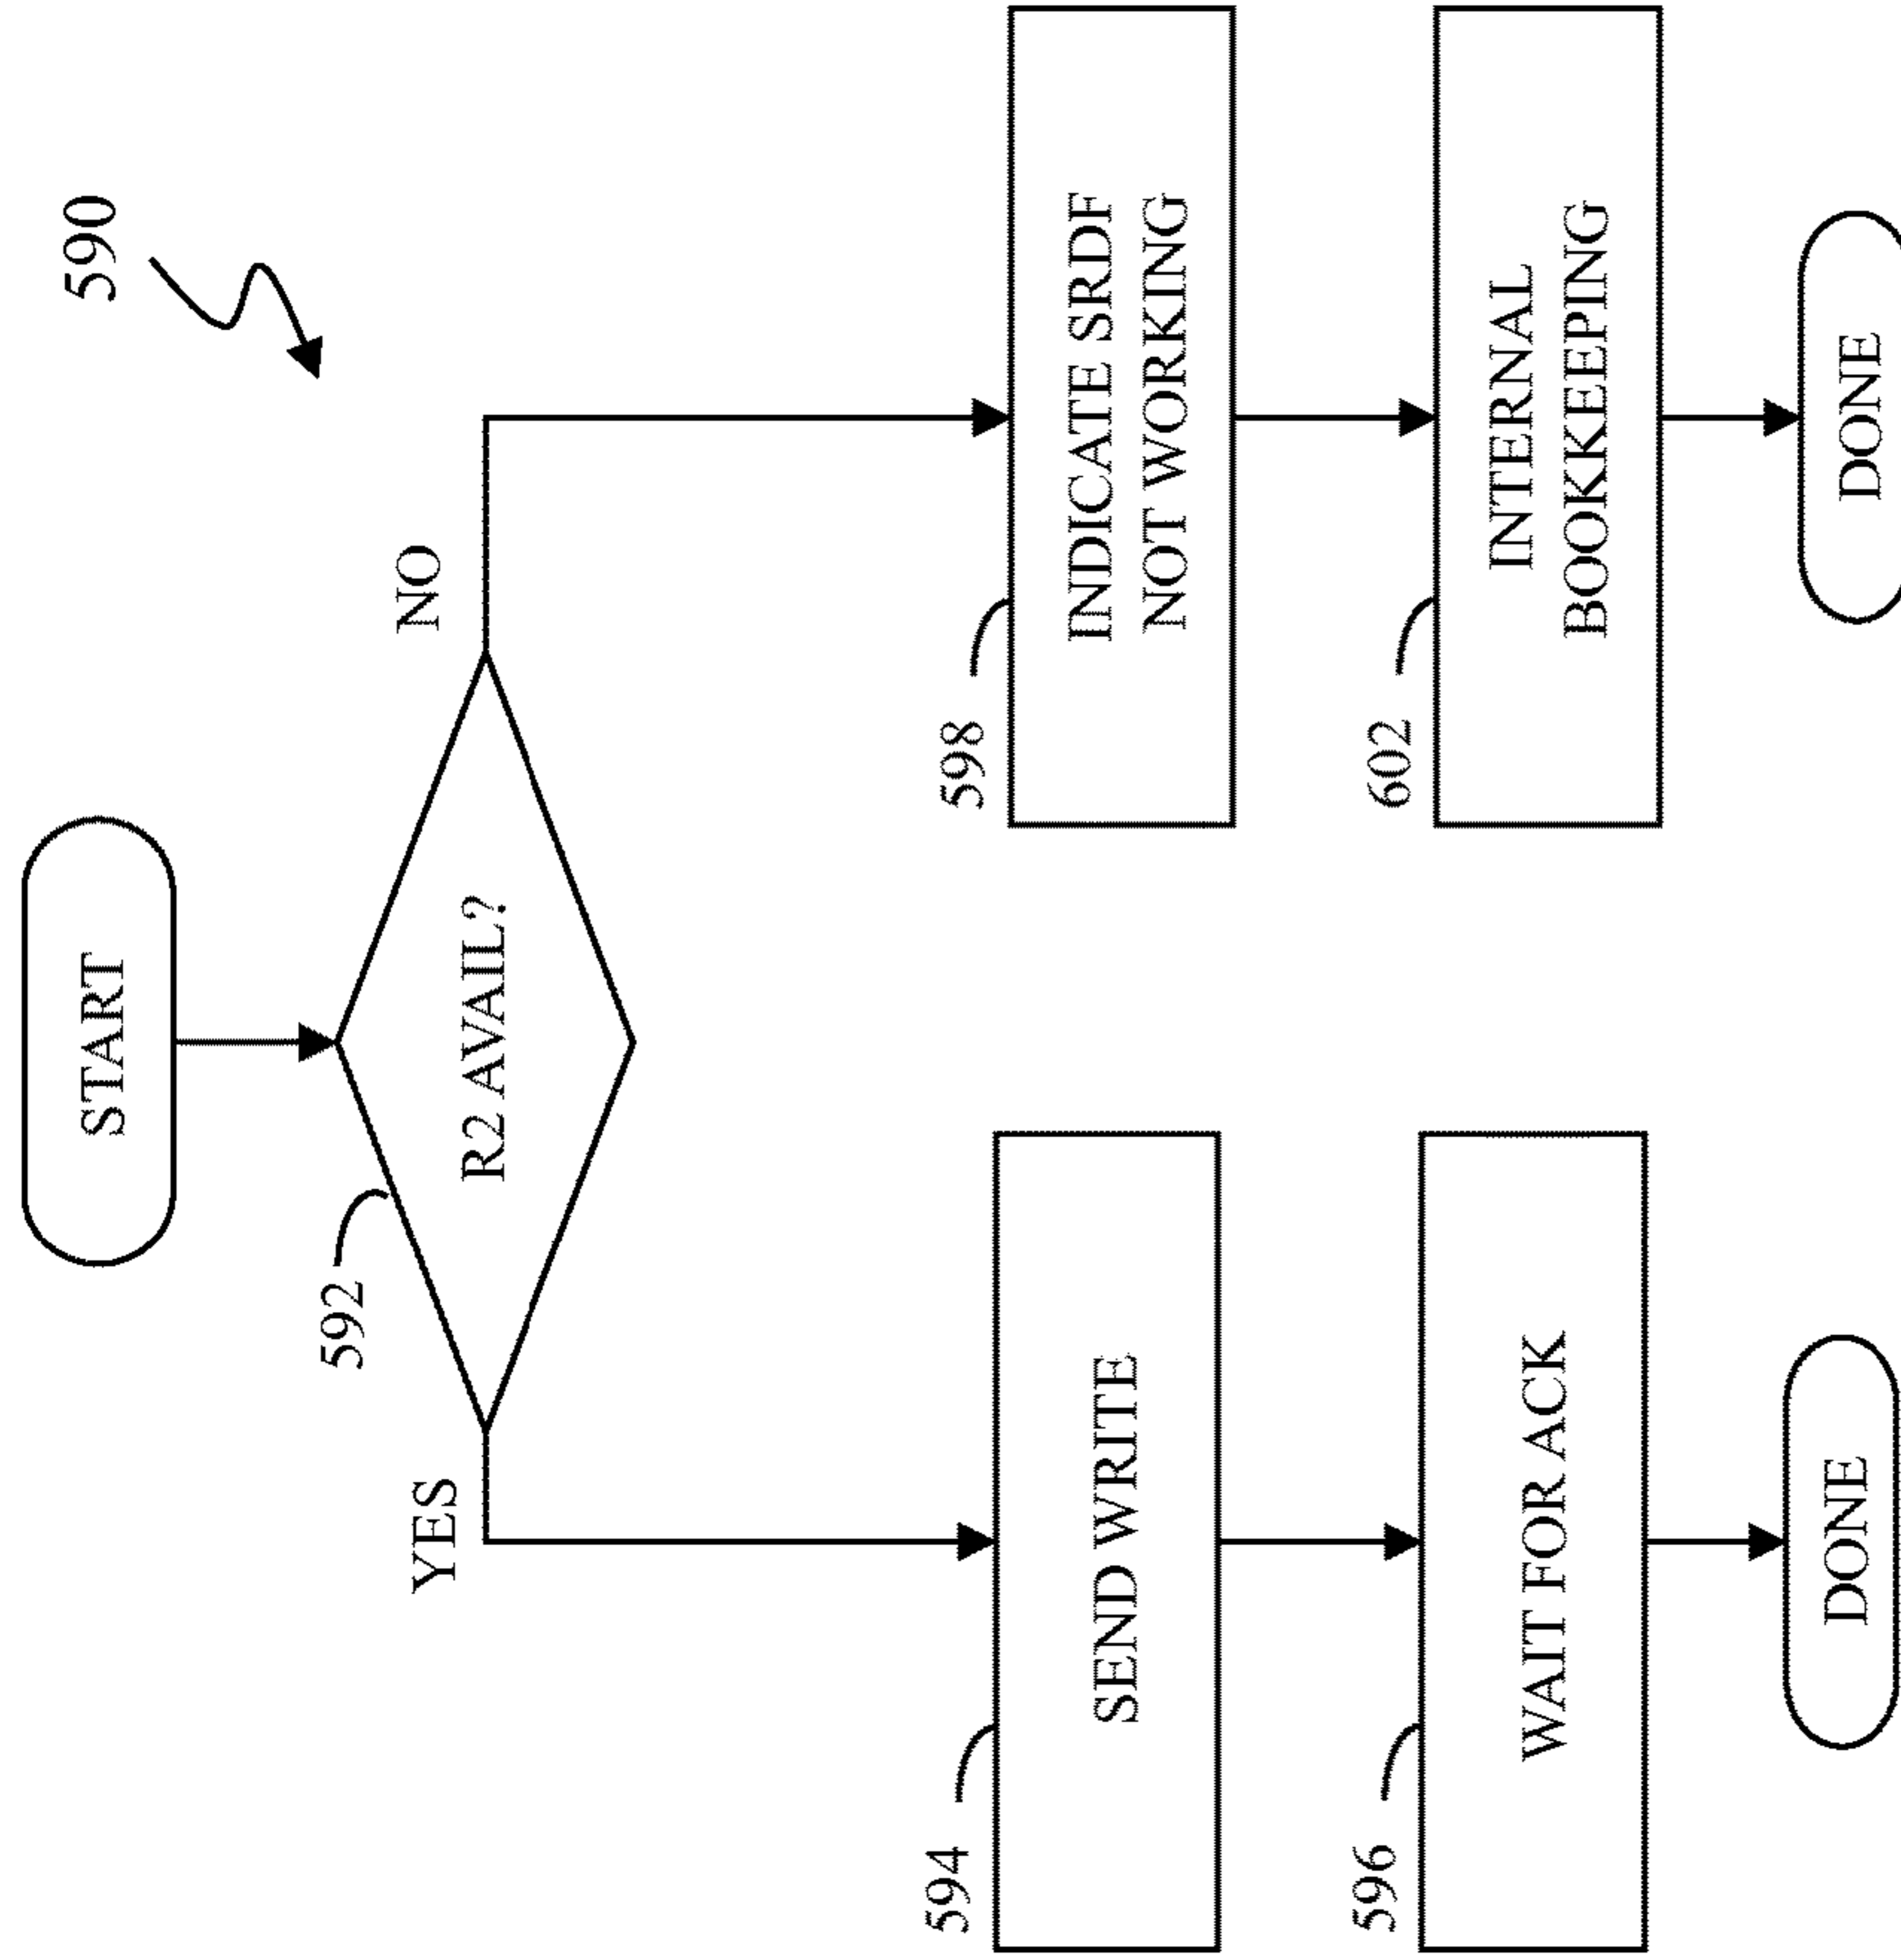 590
START
592
R2 AVAIL?
YES
NO
594
SEND WRITE
598
INDICATE SRDF
NOT WORKING
596
WAIT FOR ACK
602
INTERNAL
BOOKKEEPING
DONE
DONE